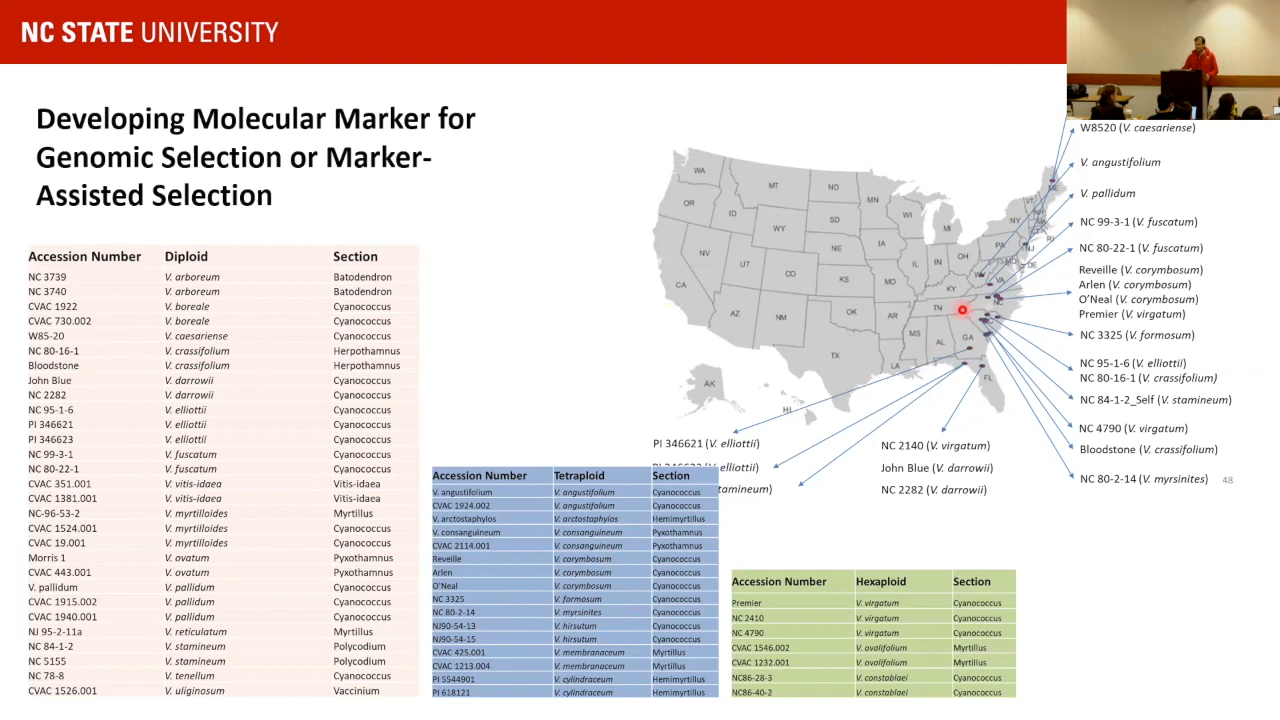 NC STATE UNIVERSITY
Developing Molecular Marker for
Genomic Selection or Marker-
Assisted Selection
Accession Number Diploid Section
NC 3739 V. arboreum Batodendron
NC 3740 V. arboreum Batodendron
CVAC 1922 V. boreale Cyanococcus
CVAC 730.002 V. boreale Cyanococcus
W85-20 V. caesariense Cyanococcus
NC 80-16-1 V. crassifolium Herpothamnus
Bloodstone V. crassifolium Herpothamnus
John Blue V. darrowii Cyanococcus
NC 2282 V. darrowii Cyanococcus
NC 95-1-6 V. elliottii Cyanococcus
PI 346621 V. elliottii Cyanococcus
PI 346623 V. elliottii Cyanococcus
NC 99-3-1 V. fuscatum Cyanococcus
NC 80-22-1 V. fuscatum Cyanococcus
CVAC 351.001 V. vitis-idaea Vitis-idaea
CVAC 1381.001 V. vitis-idaea Vitis-idaea
NC-96-53-2 V. myrtilloides Myrtillus
CVAC 1524.001 V. myrtilloides Cyanococcus
CVAC 19.001 V. myrtilloides Cyanococcus
Morris 1 V. ovatum Pyxothamnus
CVAC 443.001 V. ovatum Pyxothamnus
V. pallidum V. pallidum Cyanococcus
CVAC 1915.002 V. pallidum Cyanococcus
CVAC 1940.001 V. pallidum Cyanococcus
NJ 95-2-11a V. reticulatum Myrtillus
NC 84-1-2 V. stamineum Polycodium
NC 5155 V. stamineum Polycodium
NC 78-8 V. tenellum Cyanococcus
CVAC 1526.001 V. uliginosum Vaccinium
Accession Number Tetraploid Section
V. angustifolium V. angustifolium Cyanococcus
CVAC 1924.002 V. angustifolium Cyanococcus
V. arctostaphylos V. arctostaphylos Hemimyrtillus
V. consanguineum V. consanguineum Pyxothamnus
CVAC 2114.001 V. consanguineum Pyxothamnus
Reveille V. corymbosum Cyanococcus
Arlen V. corymbosum Cyanococcus
O'Neal V. corymbosum Cyanococcus
NC 3325 V. formosum Cyanococcus
NC 80-2-14 V. myrsinites Cyanococcus
NJ90-54-13 V. hirsutum Cyanococcus
NJ90-54-15 V. hirsutum Cyanococcus
CVAC 425.001 V. membranaceum Myrtillus
CVAC 1213.004 V. membranaceum Myrtillus
PI 5544901 V. cylindraceum Hemimyrtillus
PI 618121 V. cylindraceum Hemimyrtillus
Accession Number Hexaploid Section
Premier V. virgatum Cyanococcus
NC 2410 V. virgatum Cyanococcus
NC 4790 V. virgatum Cyanococcus
CVAC 1546.002 V. ovalifolium Myrtillus
CVAC 1232.001 V. ovalifolium Myrtillus
NC86-28-3 V. constablaei Cyanococcus
NC86-40-2 V. constablaei Cyanococcus
WA
MT
ND
MN
ME
OR
ID
SD
WI
VT
NH
NY
WY
MI
RI
NV
NE
IA
PA
NJ
UT
IL
IN
OH
MD
DE
CA
CO
KS
MO
KY
WV
VA
AZ
NM
OK
AR
TN
NC
MS
AL
GA
TX
LA
FL
AK
HI
W8520 (V. caesariense)
V. angustifolium
V. pallidum
NC 99-3-1 (V. fuscatum)
NC 80-22-1 (V. fuscatum)
Reveille (V. corymbosum)
Arlen (V. corymbosum)
O'Neal (V. corymbosum)
Premier (V. virgatum)
NC 3325 (V. formosum)
NC 95-1-6 (V. elliottii)
NC 80-16-1 (V. crassifolium)
NC 84-1-2_Self (V. stamineum)
NC 4790 (V. virgatum)
Bloodstone (V. crassifolium)
NC 80-2-14 (V. myrsinites)
48
PI 346621 (V. elliottii)
elliottii)
tamineum)
NC 2140 (V. virgatum)
John Blue (V. darrowii)
NC 2282 (V. darrowii)